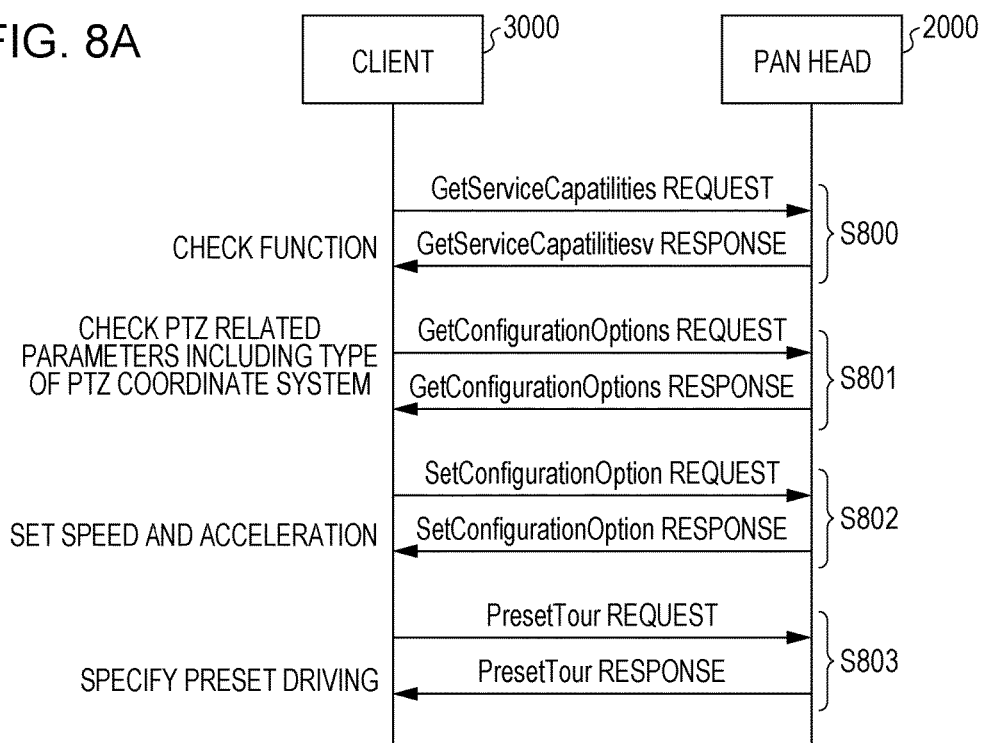 FIG. 8A
CLIENT
3000
PAN HEAD
2000
GetServiceCapatilities REQUEST
CHECK FUNCTION
GetServiceCapatilitiesv RESPONSE
S800
CHECK PTZ RELATED
PARAMETERS INCLUDING TYPE
OF PTZ COORDINATE SYSTEM
GetConfigurationOptions REQUEST
GetConfigurationOptions RESPONSE
S801
SetConfigurationOption REQUEST
SET SPEED AND ACCELERATION
SetConfigurationOption RESPONSE
S802
PresetTour REQUEST
SPECIFY PRESET DRIVING
PresetTour RESPONSE
S803